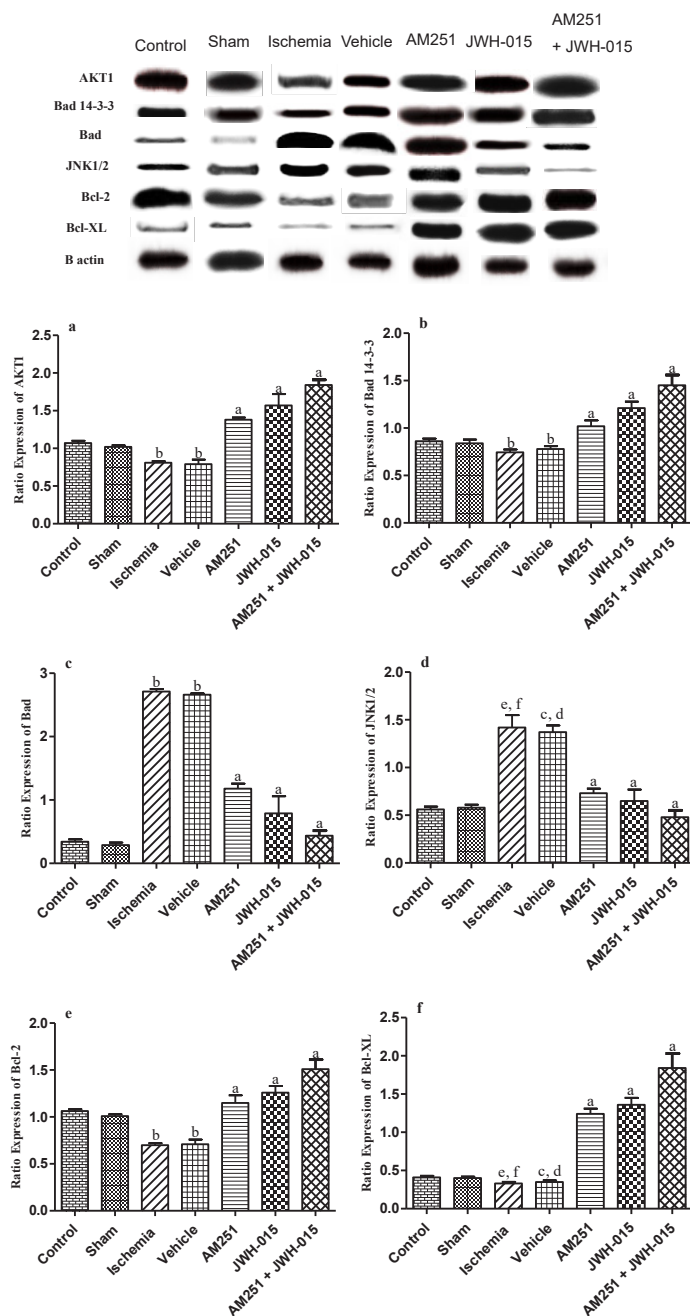 AM251
Control Sham Ischemia Vehicle AM251 JWH-015 + JWH-015
AKT1
Bad 14-3-3
Bad
JNK1/2
Bcl-2
Bcl-XL
B actin
a
Ratio Expression of AKT1
2.5
2.0
1.5
1.0
0.5
0.0
b b a a a
Control Sham Ischemia Vehicle AM251 JWH-015 AM251 + JWH-015
b
Ratio Expression of Bad 14-3-3
2.0
1.5
1.0
0.5
0.0
b b a a a
Control Sham Ischemia Vehicle AM251 JWH-015 AM251 + JWH-015
c
Ratio Expression of Bad
3
2
1
0
b b a a a
Control Sham Ischemia Vehicle AM251 JWH-015 AM251 + JWH-015
d
Ratio Expression of JNK1/2
2.0
1.5
1.0
0.5
0.0
e, f c, d a a a
Control Sham Ischemia Vehicle AM251 JWH-015 AM251 + JWH-015
e
Ratio Expression of Bcl-2
2.0
1.5
1.0
0.5
0.0
b b a a a
Control Sham Ischemia Vehicle AM251 JWH-015 AM251 + JWH-015
f
Ratio Expression of Bcl-XL
2.5
2.0
1.5
1.0
0.5
0.0
e, f c, d a a a
Control Sham Ischemia Vehicle AM251 JWH-015 AM251 + JWH-015